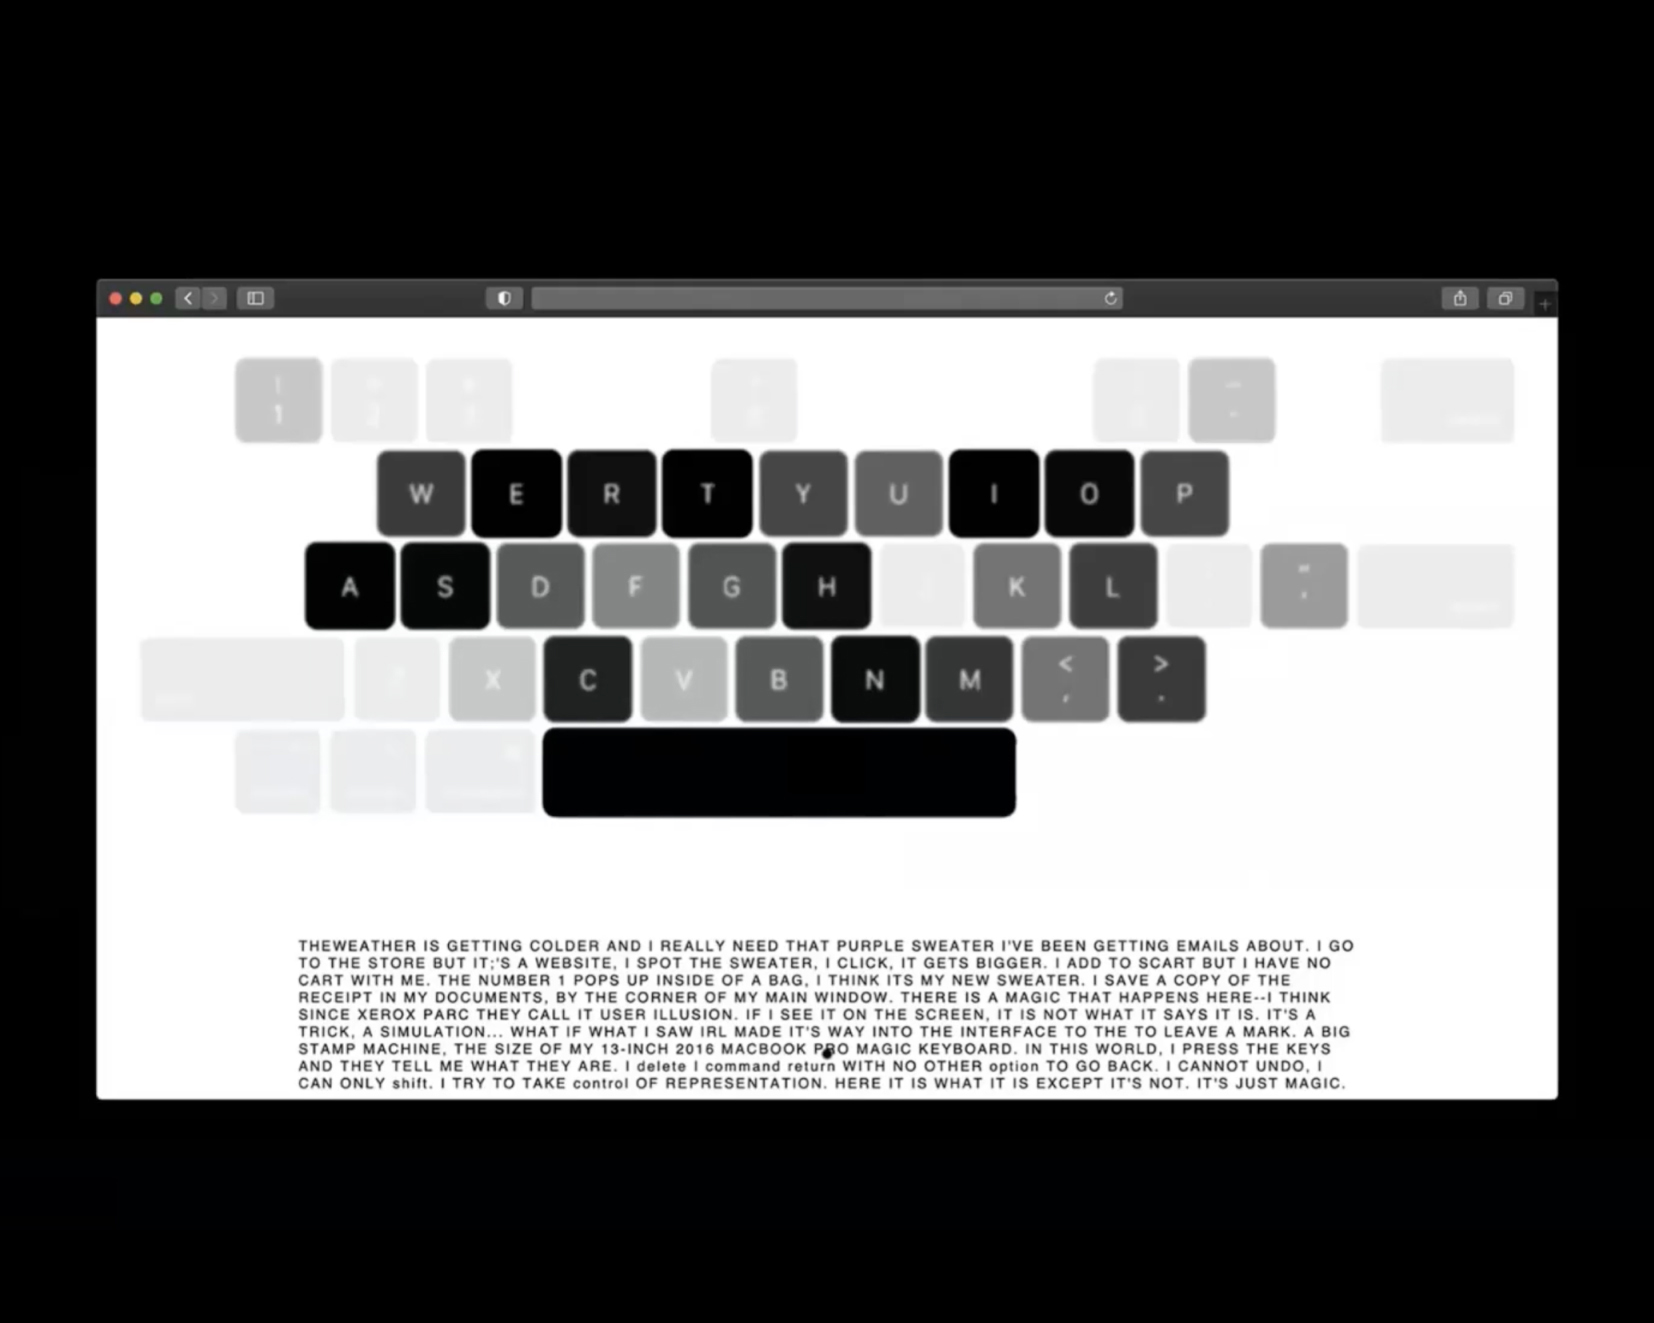 ! 1 -
W E R T Y U I O P
A S D F G H K L " '
X C V B N M < , > .
THEWEATHER IS GETTING COLDER AND I REALLY NEED THAT PURPLE SWEATER I'VE BEEN GETTING EMAILS ABOUT. I GO
TO THE STORE BUT IT;'S A WEBSITE, I SPOT THE SWEATER, I CLICK, IT GETS BIGGER. I ADD TO SCART BUT I HAVE NO
CART WITH ME. THE NUMBER 1 POPS UP INSIDE OF A BAG, I THINK ITS MY NEW SWEATER. I SAVE A COPY OF THE
RECEIPT IN MY DOCUMENTS, BY THE CORNER OF MY MAIN WINDOW. THERE IS A MAGIC THAT HAPPENS HERE--I THINK
SINCE XEROX PARC THEY CALL IT USER ILLUSION. IF I SEE IT ON THE SCREEN, IT IS NOT WHAT IT SAYS IT IS. IT'S A
TRICK, A SIMULATION... WHAT IF WHAT I SAW IRL MADE IT'S WAY INTO THE INTERFACE TO THE TO LEAVE A MARK. A BIG
STAMP MACHINE, THE SIZE OF MY 13-INCH 2016 MACBOOK PRO MAGIC KEYBOARD. IN THIS WORLD, I PRESS THE KEYS
AND THEY TELL ME WHAT THEY ARE. I delete I command return WITH NO OTHER option TO GO BACK. I CANNOT UNDO, I
CAN ONLY shift. I TRY TO TAKE control OF REPRESENTATION. HERE IT IS WHAT IT IS EXCEPT IT'S NOT. IT'S JUST MAGIC.